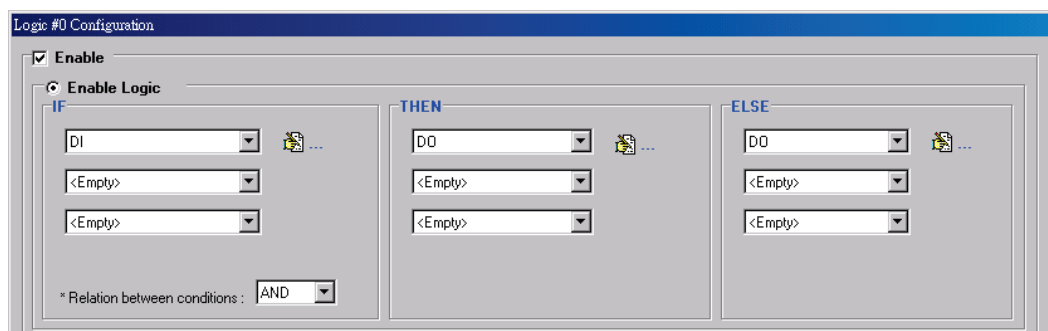 Logic #0 Configuration
Enable
Enable Logic
IF
DI
...
<Empty>
<Empty>
* Relation between conditions : AND
THEN
DO
...
<Empty>
<Empty>
ELSE
DO
...
<Empty>
<Empty>